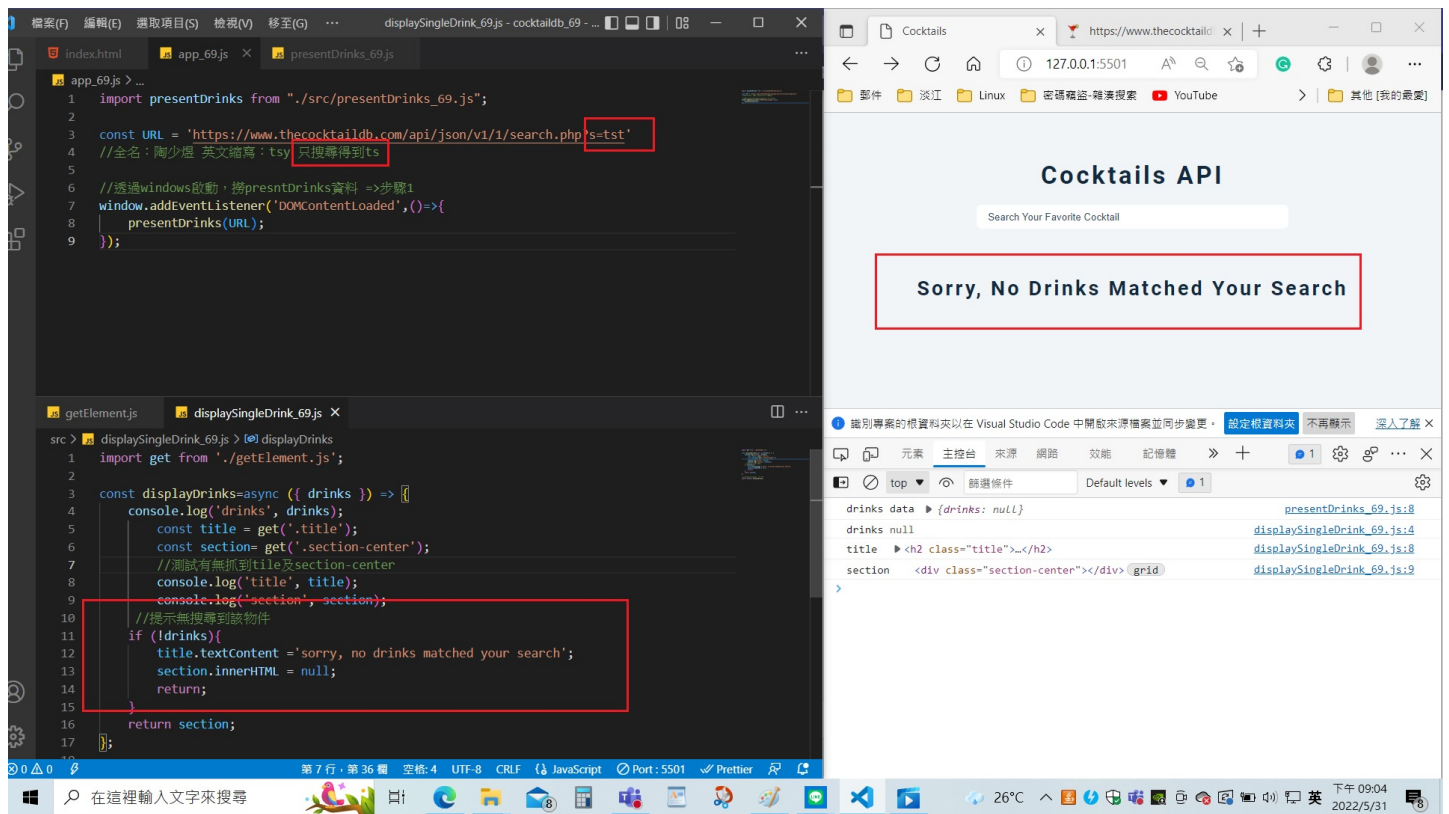 檔案(F) 編輯(E) 選取項目(S) 檢視(V) 移至(G) ··· displaySingleDrink_69.js - cocktaildb_69 - ...
index.html app_69.js × presentDrinks_69.js ···
app_69.js > ...
1 import presentDrinks from "./src/presentDrinks_69.js";
2
3 const URL = 'https://www.thecocktaildb.com/api/json/v1/1/search.php?s=tst'
4 //全名：陶少煜 英文縮寫：tsy 只搜尋得到ts
5
6 //透過windows啟動，撈presntDrinks資料 =>步驟1
7 window.addEventListener('DOMContentLoaded',()=>{
8 presentDrinks(URL);
9 });
getElement.js displaySingleDrink_69.js × ···
src > displaySingleDrink_69.js > displayDrinks
1 import get from './getElement.js';
2
3 const displayDrinks=async ({ drinks }) => {
4 console.log('drinks', drinks);
5 const title = get('.title');
6 const section= get('.section-center');
7 //測試有無抓到tile及section-center
8 console.log('title', title);
9 console.log('section', section);
10 //提示無搜尋到該物件
11 if (!drinks){
12 title.textContent ='sorry, no drinks matched your search';
13 section.innerHTML = null;
14 return;
15 }
16 return section;
17 };
0 0 第 7 行，第 36 欄 空格: 4 UTF-8 CRLF JavaScript Port : 5501 Prettier
Cocktails × https://www.thecocktaild ×
127.0.0.1:5501
郵件 淡江 Linux 密碼竊盜-雜湊搜索 YouTube 其他 [我的最愛]
Cocktails API
Search Your Favorite Cocktail
Sorry, No Drinks Matched Your Search
識別專案的根資料夾以在 Visual Studio Code 中開啟來源檔案並同步變更。 設定根資料夾 不再顯示 深入了解 ×
元素 主控台 來源 網路 效能 記憶體 » + 1 ···
top ▼ 篩選條件 Default levels ▼ 1
drinks data ▶ {drinks: null} presentDrinks_69.js:8
drinks null displaySingleDrink_69.js:4
title ▶<h2 class="title">…</h2> displaySingleDrink_69.js:8
section <div class="section-center"></div> grid displaySingleDrink_69.js:9
在這裡輸入文字來搜尋 8 26°C 英 下午 09:04
2022/5/31 8